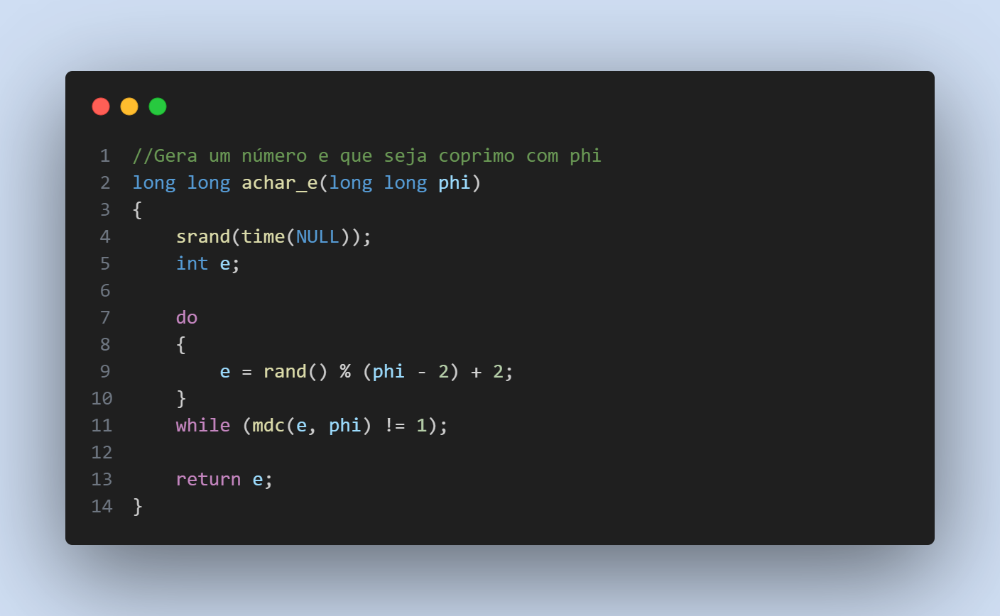 1 //Gera um número e que seja coprimo com phi
2 long long achar_e(long long phi)
3 {
4     srand(time(NULL));
5     int e;
6
7     do
8     {
9         e = rand() % (phi - 2) + 2;
10     }
11     while (mdc(e, phi) != 1);
12
13     return e;
14 }